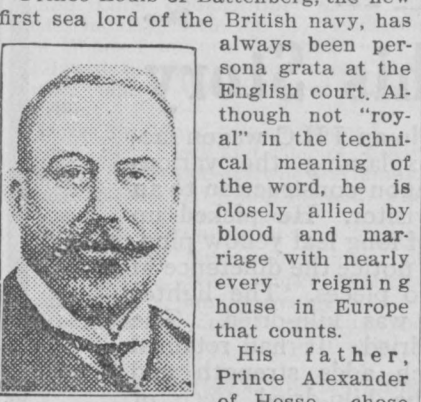 Prince Louis of Battenberg, the new
first sea lord of the British navy, has
always been per-
sona grata at the
English court. Al-
though not "roy-
al" in the techni-
cal meaning of
the word, he is
closely allied by
blood and mar-
riage with nearly
every reigning
house in Europe
that counts.
His father,
Prince Alexander
of Hesse, chose